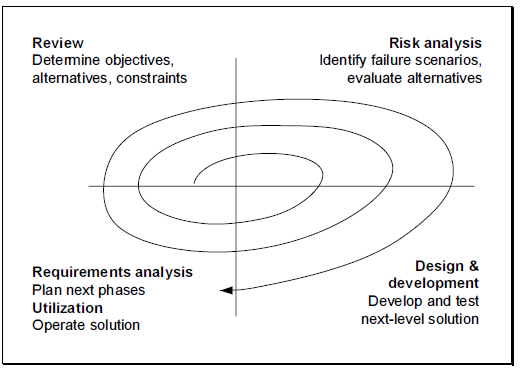 Review
Determine objectives,
alternatives, constraints
Risk analysis
Identify failure scenarios,
evaluate alternatives
Requirements analysis
Plan next phases
Utilization
Operate solution
Design &
development
Develop and test
next-level solution